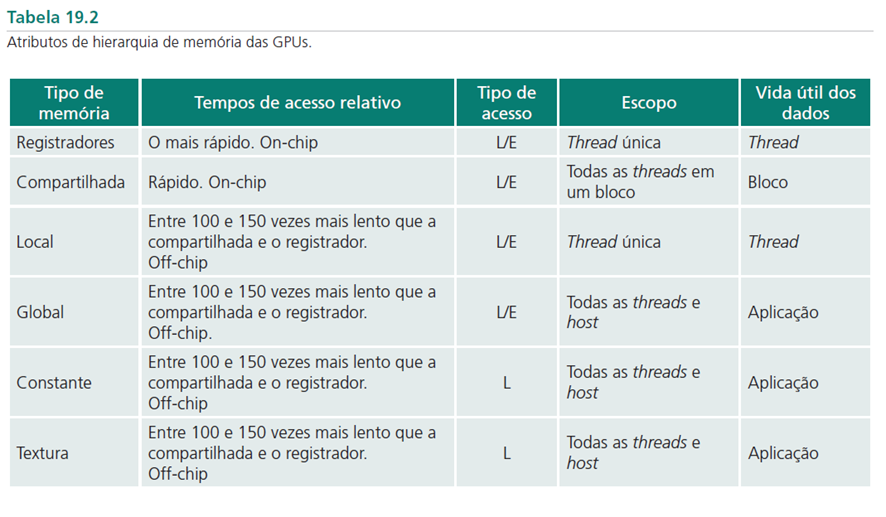 Tabela 19.2
Atributos de hierarquia de memória das GPUs.
Tipo de memória Tempos de acesso relativo Tipo de acesso Escopo Vida útil dos dados
Registradores O mais rápido. On-chip L/E Thread única Thread
Compartilhada Rápido. On-chip L/E Todas as threads em um bloco Bloco
Local Entre 100 e 150 vezes mais lento que a compartilhada e o registrador. Off-chip L/E Thread única Thread
Global Entre 100 e 150 vezes mais lento que a compartilhada e o registrador. Off-chip. L/E Todas as threads e host Aplicação
Constante Entre 100 e 150 vezes mais lento que a compartilhada e o registrador. Off-chip L Todas as threads e host Aplicação
Textura Entre 100 e 150 vezes mais lento que a compartilhada e o registrador. Off-chip L Todas as threads e host Aplicação